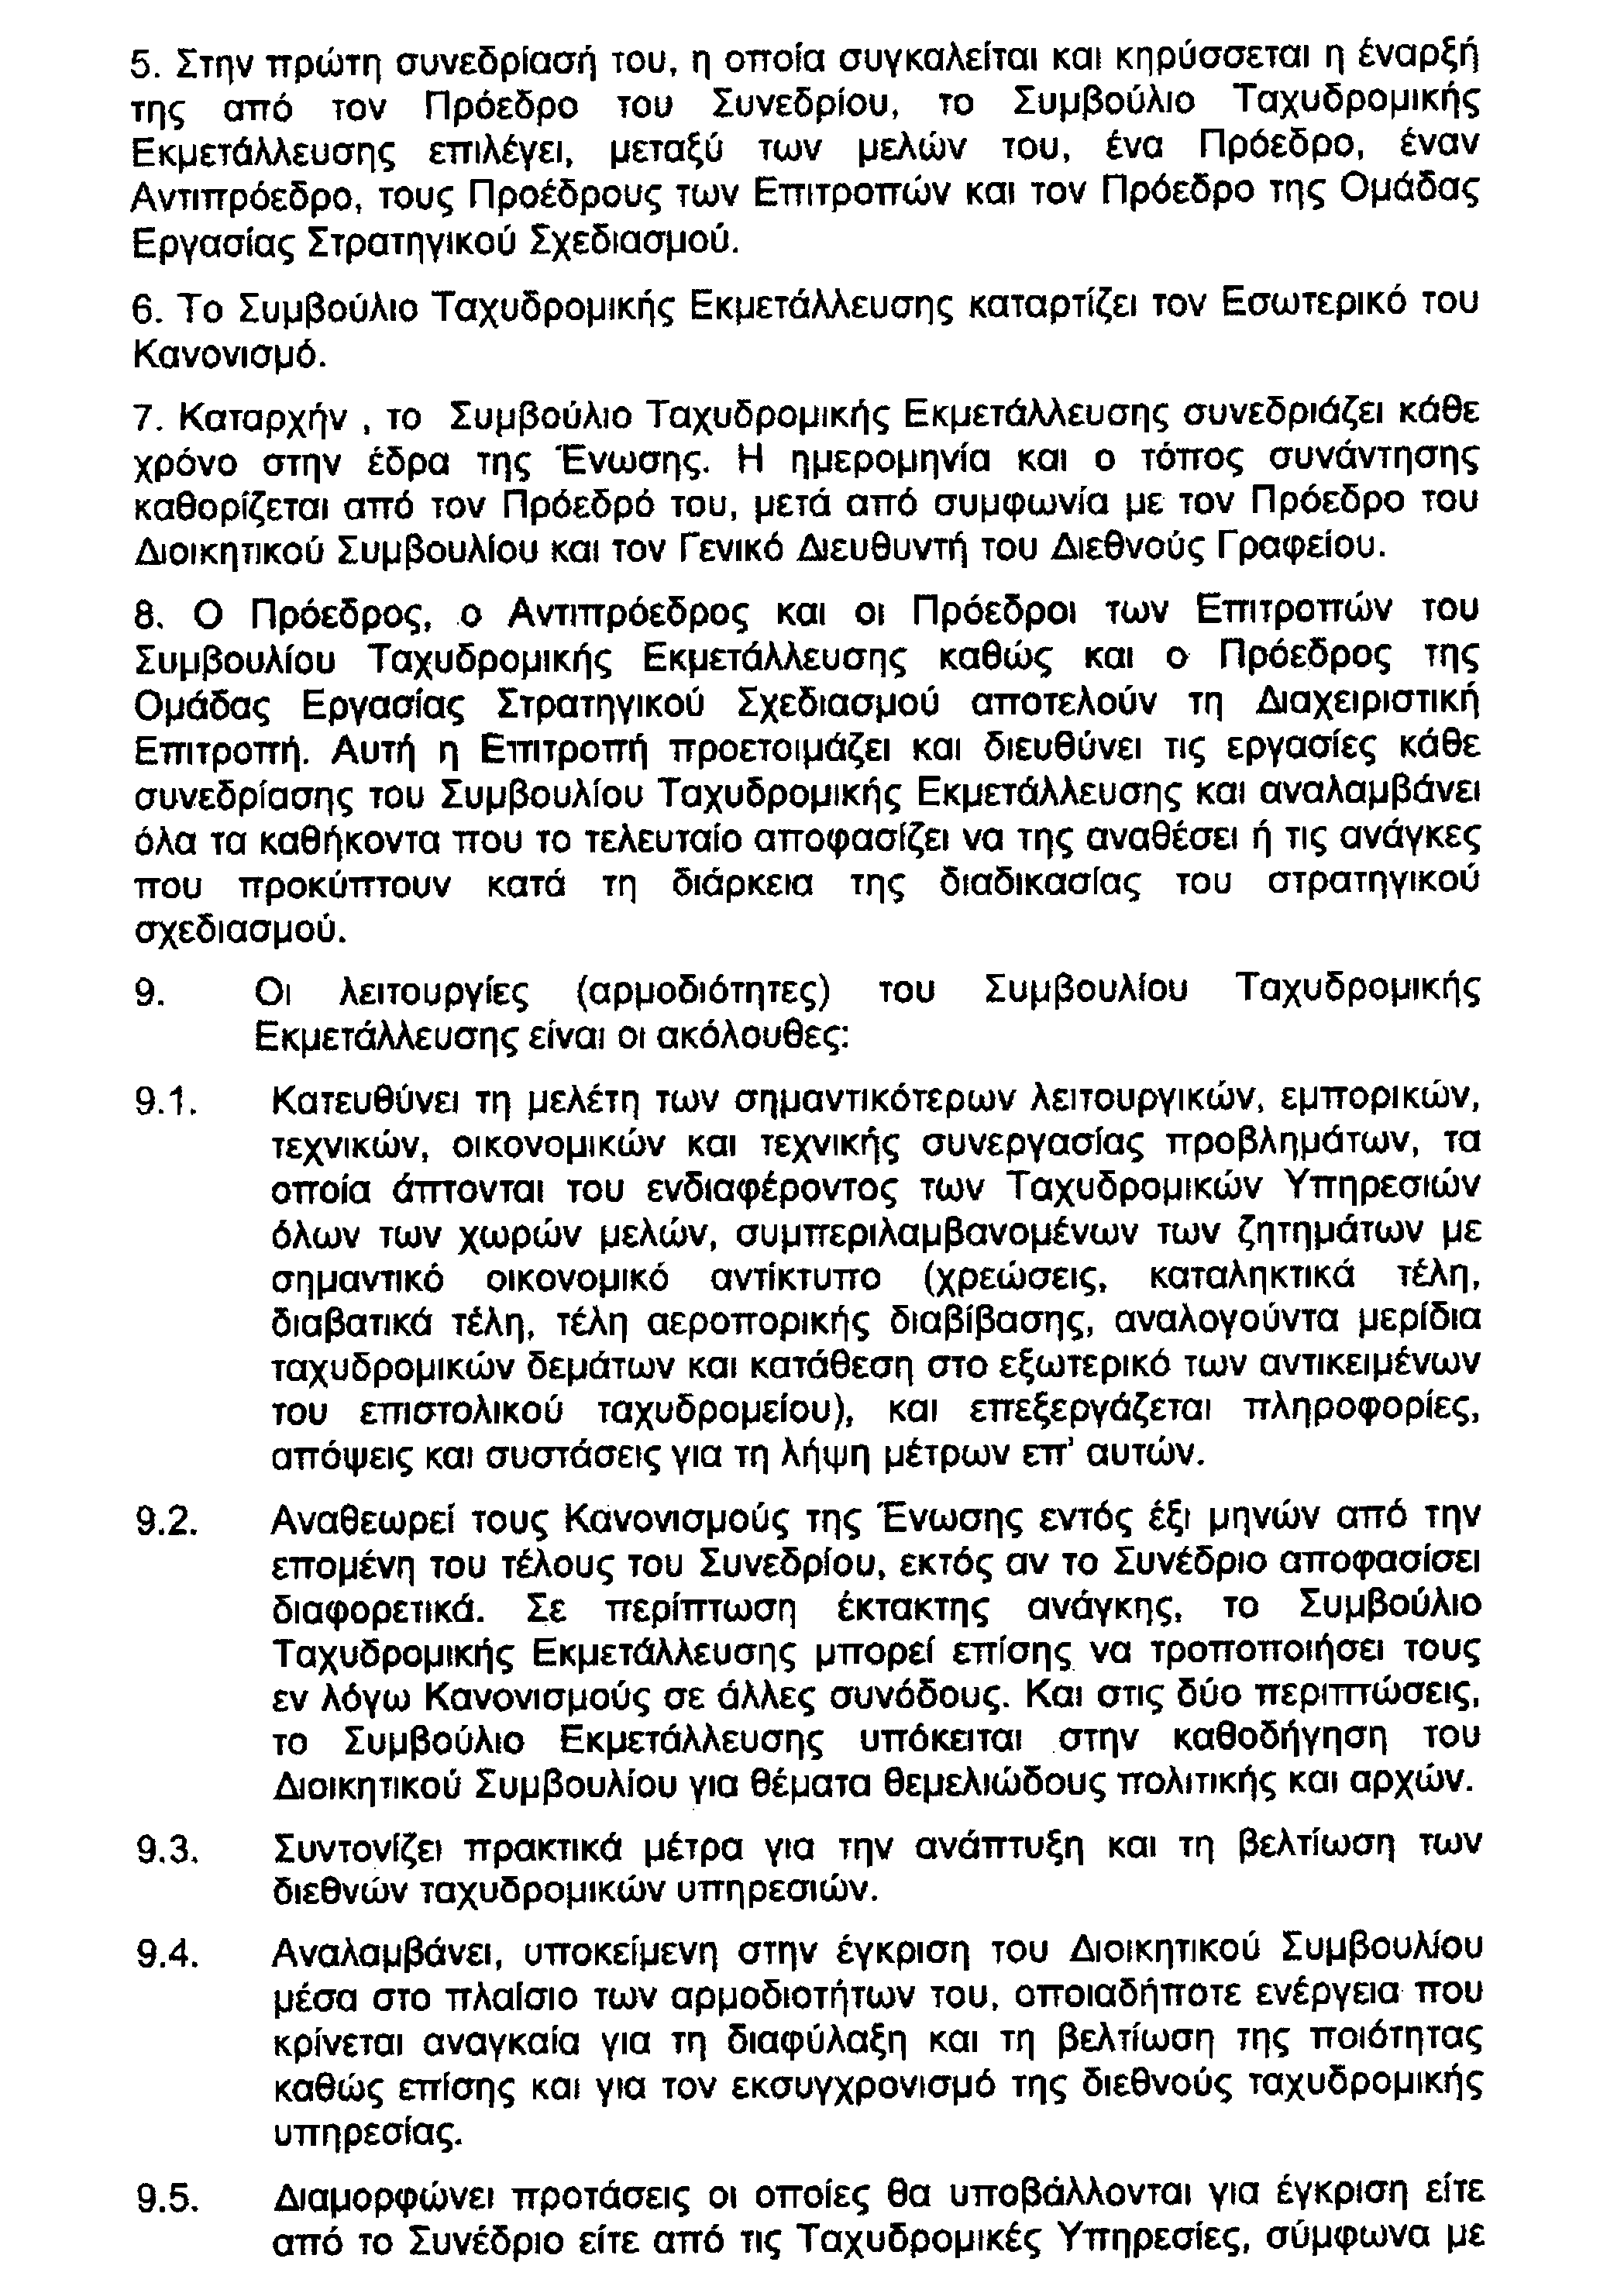 5. Στην πρώτη συνεδρίασή του, η οποία συγκαλείται και κηρύσσεται η έναρξή
της από τον Πρόεδρο του Συνεδρίου, το Συμβούλιο Ταχυδρομικής
Εκμετάλλευσης επιλέγει, μεταξύ των μελών του, ένα Πρόεδρο, έναν
Αντιπρόεδρο, τους Προέδρους των Επιτροπών και τον Πρόεδρο της Ομάδας
Εργασίας Στρατηγικού Σχεδιασμού.
6. Το Συμβούλιο Ταχυδρομικής Εκμετάλλευσης καταρτίζει τον Εσωτερικό του
Κανονισμό.
7. Καταρχήν , το Συμβούλιο Ταχυδρομικής Εκμετάλλευσης συνεδριάζει κάθε
χρόνο στην έδρα της Ένωσης. Η ημερομηνία και ο τόπος συνάντησης
καθορίζεται από τον Πρόεδρό του, μετά από συμφωνία με τον Πρόεδρο του
Διοικητικού Συμβουλίου και τον Γενικό Διευθυντή του Διεθνούς Γραφείου.
8. Ο Πρόεδρος, ο Αντιπρόεδρος και οι Πρόεδροι των Επιτροπών του
Συμβουλίου Ταχυδρομικής Εκμετάλλευσης καθώς και ο Πρόεδρος της
Ομάδας Εργασίας Στρατηγικού Σχεδιασμού αποτελούν τη Διαχειριστική
Επιτροπή. Αυτή η Επιτροπή προετοιμάζει και διευθύνει τις εργασίες κάθε
συνεδρίασης του Συμβουλίου Ταχυδρομικής Εκμετάλλευσης και αναλαμβάνει
όλα τα καθήκοντα που το τελευταίο αποφασίζει να της αναθέσει ή τις ανάγκες
που προκύπτουν κατά τη διάρκεια της διαδικασίας του στρατηγικού
σχεδιασμού.
9. Οι λειτουργίες (αρμοδιότητες) του Συμβουλίου Ταχυδρομικής
Εκμετάλλευσης είναι οι ακόλουθες:
9.1. Κατευθύνει τη μελέτη των σημαντικότερων λειτουργικών, εμπορικών,
τεχνικών, οικονομικών και τεχνικής συνεργασίας προβλημάτων, τα
οποία άπτονται του ενδιαφέροντος των Ταχυδρομικών Υπηρεσιών
όλων των χωρών μελών, συμπεριλαμβανομένων των ζητημάτων με
σημαντικό οικονομικό αντίκτυπο (χρεώσεις, καταληκτικά τέλη,
διαβατικά τέλη, τέλη αεροπορικής διαβίβασης, αναλογούντα μερίδια
ταχυδρομικών δεμάτων και κατάθεση στο εξωτερικό των αντικειμένων
του επιστολικού ταχυδρομείου), και επεξεργάζεται πληροφορίες,
απόψεις και συστάσεις για τη λήψη μέτρων επ' αυτών.
9.2. Αναθεωρεί τους Κανονισμούς της Ένωσης εντός έξι μηνών από την
επομένη του τέλους του Συνεδρίου, εκτός αν το Συνέδριο αποφασίσει
διαφορετικά. Σε περίπτωση έκτακτης ανάγκης, το Συμβούλιο
Ταχυδρομικής Εκμετάλλευσης μπορεί επίσης να τροποποιήσει τους
εν λόγω Κανονισμούς σε άλλες συνόδους. Και στις δύο περιπτώσεις,
το Συμβούλιο Εκμετάλλευσης υπόκειται στην καθοδήγηση του
Διοικητικού Συμβουλίου για θέματα θεμελιώδους πολιτικής και αρχών.
9.3. Συντονίζει πρακτικά μέτρα για την ανάπτυξη και τη βελτίωση των
διεθνών ταχυδρομικών υπηρεσιών.
9.4. Αναλαμβάνει, υποκείμενη στην έγκριση του Διοικητικού Συμβουλίου
μέσα στο πλαίσιο των αρμοδιοτήτων του, οποιαδήποτε ενέργεια που
κρίνεται αναγκαία για τη διαφύλαξη και τη βελτίωση της ποιότητας
καθώς επίσης και για τον εκσυγχρονισμό της διεθνούς ταχυδρομικής
υπηρεσίας.
9.5. Διαμορφώνει προτάσεις οι οποίες θα υποβάλλονται για έγκριση είτε
από το Συνέδριο είτε από τις Ταχυδρομικές Υπηρεσίες, σύμφωνα με